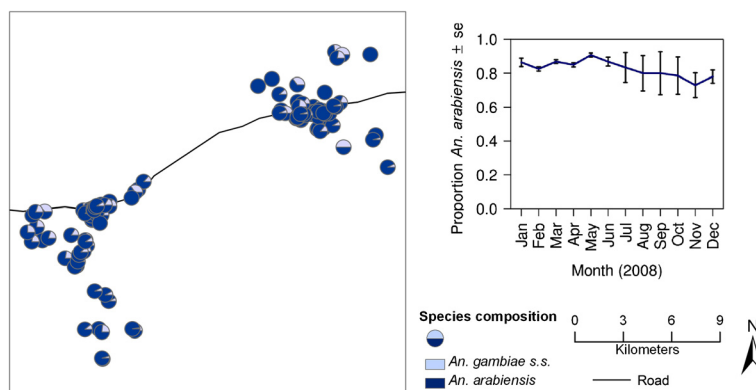 1.0
0.8
0.6
0.4
0.2
0.0
Proportion An. arabiensis ± se
Jan
Feb
Mar
Apr
May
Jun
Jul
Aug
Sep
Oct
Nov
Dec
Month (2008)
Species composition
An. gambiae s.s.
An. arabiensis
0 3 6 9
Kilometers
Road
N